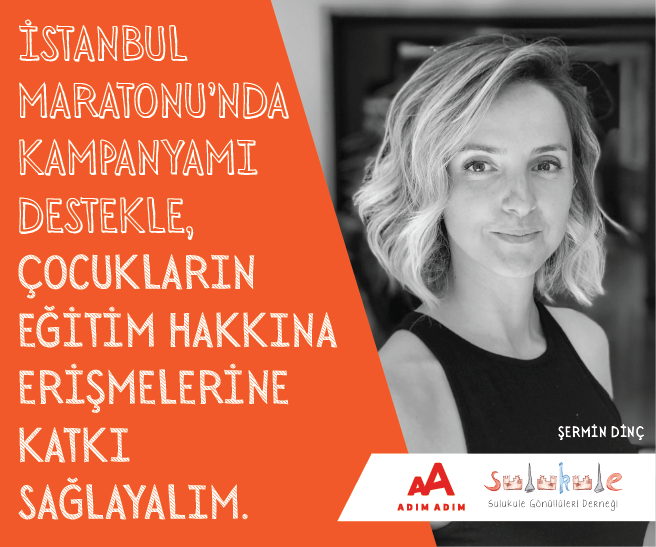 İSTANBUL
MARATONU'NDA
KAMPANYAMI
DESTEKLE,
ÇOCUKLARIN
EĞİTİM HAKKINA
ERİŞMELERİNE
KATKI
SAĞLAYALIM.
ŞERMİN DİNÇ
AA
ADIM ADIM
Sulukule
Sulukule Gönüllüleri Derneği